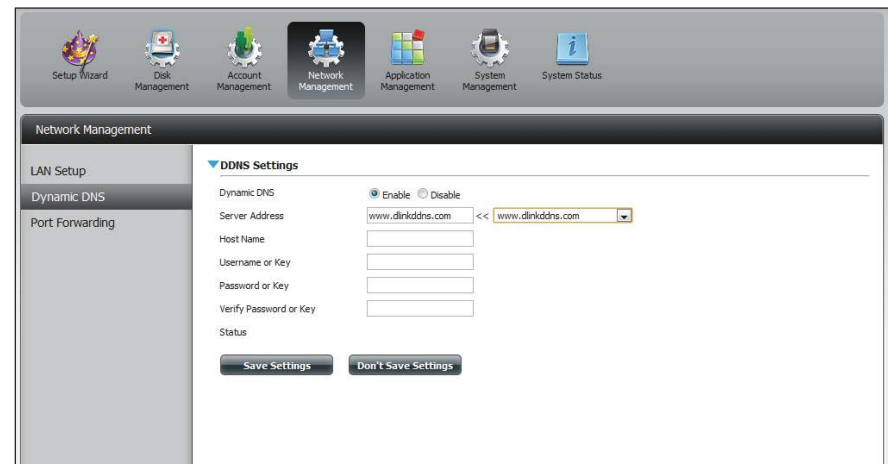 Setup Wizard
Disk Management
Account Management
Network Management
Application Management
System Management
System Status
Network Management
LAN Setup
Dynamic DNS
Port Forwarding
DDNS Settings
Dynamic DNS Enable Disable
Server Address www.dlinkddns.com << www.dlinkddns.com
Host Name
Username or Key
Password or Key
Verify Password or Key
Status
Save Settings Don't Save Settings